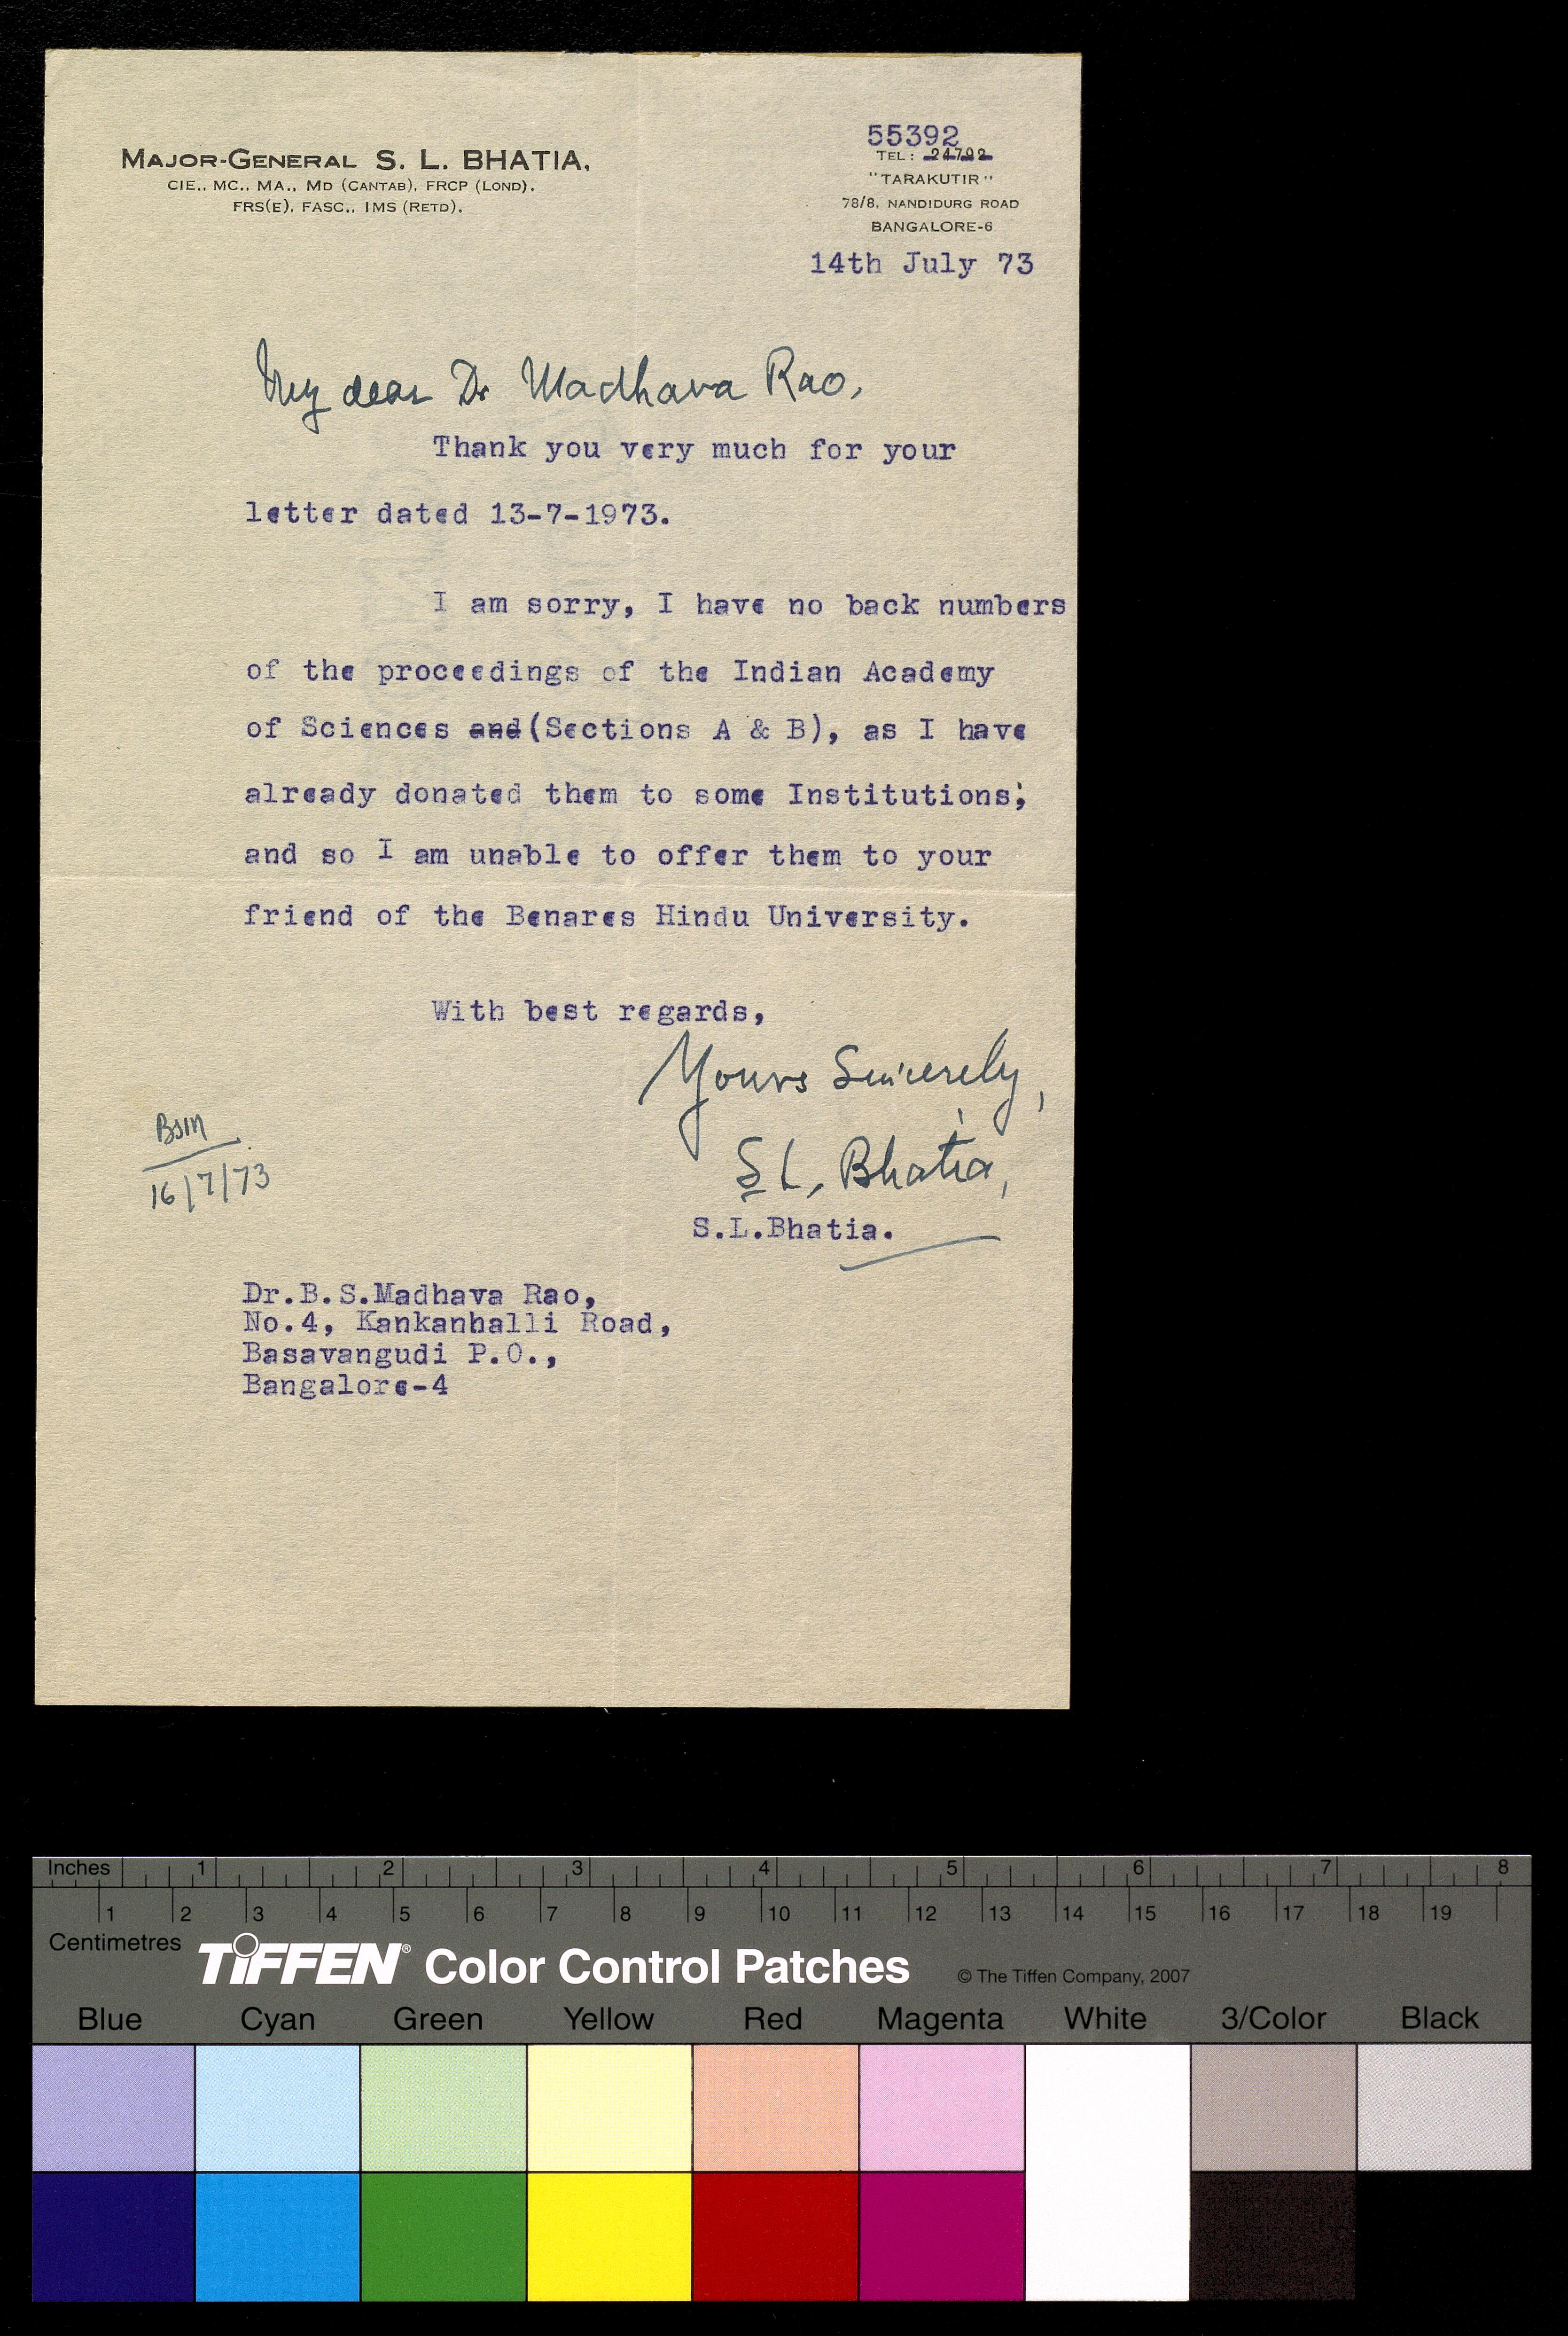 MAJOR-GENERAL S. L. BHATIA,
CIE., MC., MA., MD (CANTAB), FRCP (LOND),
FRS(E), FASC., IMS (RETD).
55392
TEL: 24792
"TARAKUTIR"
78/8, NANDIDURG ROAD
BANGALORE-6
14th July 73
My dear Dr Madhava Rao,
Thank you very much for your
letter dated 13-7-1973.
I am sorry, I have no back numbers
of the proceedings of the Indian Academy
of Sciences and (Sections A & B), as I have
already donated them to some Institutions;
and so I am unable to offer them to your
friend of the Benares Hindu University.
With best regards,
Yours Sincerely,
S L, Bhatia,
S.L.Bhatia.
BSM
16/7/73
Dr.B.S.Madhava Rao,
No.4, Kankanhalli Road,
Basavangudi P.O.,
Bangalore-4
Inches 1 2 3 4 5 6 7 8
1 2 3 4 5 6 7 8 9 10 11 12 13 14 15 16 17 18 19
Centimetres
TIFFEN® Color Control Patches © The Tiffen Company, 2007
Blue Cyan Green Yellow Red Magenta White 3/Color Black